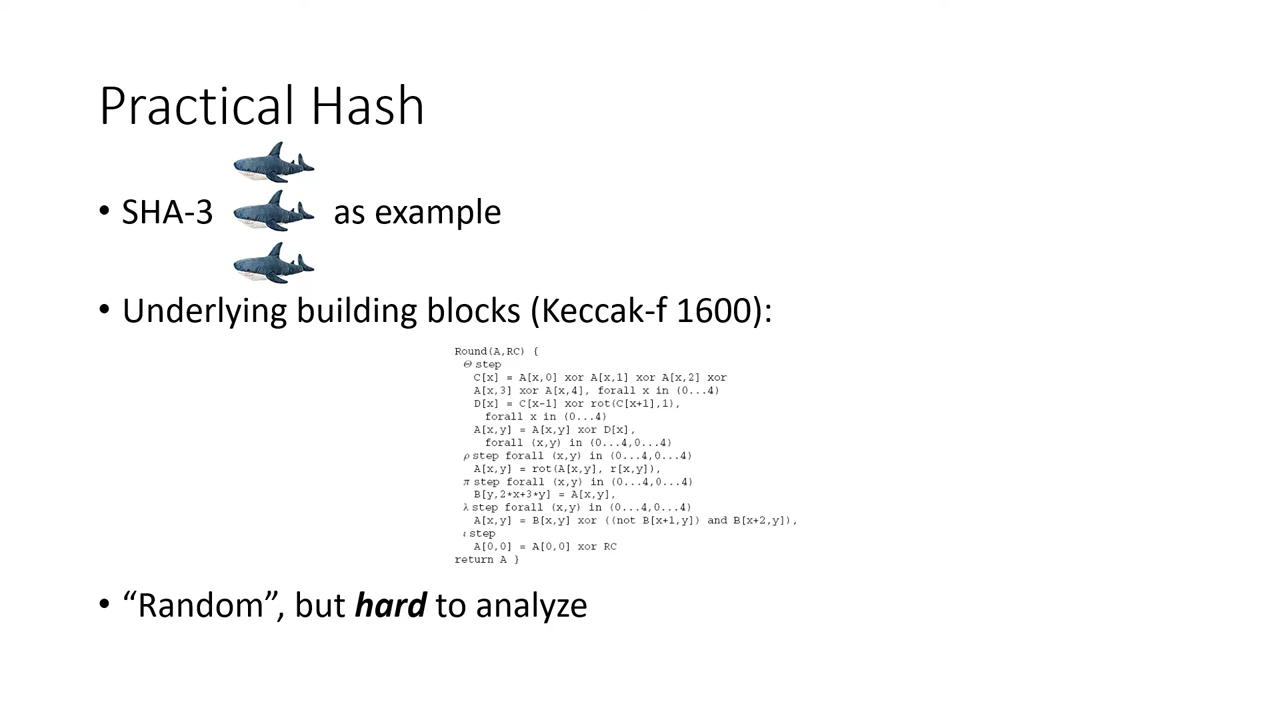 Practical Hash
• SHA-3 as example
• Underlying building blocks (Keccak-f 1600):
Round(A,RC) {
Θ step
C[x] = A[x,0] xor A[x,1] xor A[x,2] xor
A[x,3] xor A[x,4], forall x in (0...4)
D[x] = C[x-1] xor rot(C[x+1],1),
forall x in (0...4)
A[x,y] = A[x,y] xor D[x],
forall (x,y) in (0...4,0...4)
ρ step forall (x,y) in (0...4,0...4)
A[x,y] = rot(A[x,y], r[x,y]),
π step forall (x,y) in (0...4,0...4)
B[y,2*x+3*y] = A[x,y],
λ step forall (x,y) in (0...4,0...4)
A[x,y] = B[x,y] xor ((not B[x+1,y]) and B[x+2,y]),
ι step
A[0,0] = A[0,0] xor RC
return A }
• “Random”, but hard to analyze